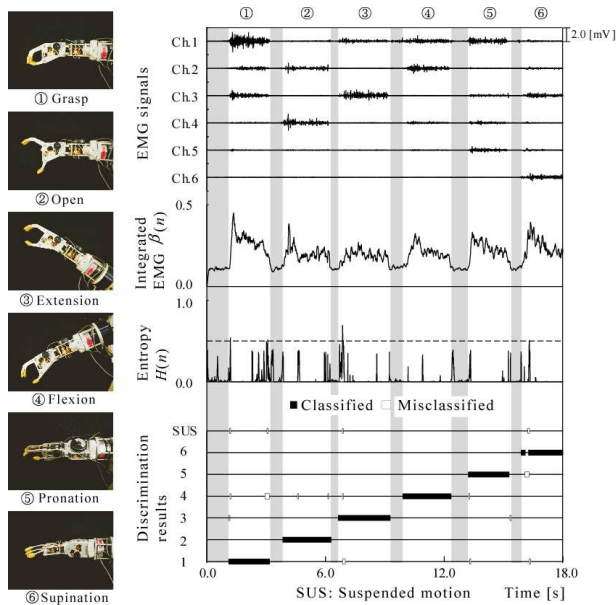 ① ② ③ ④ ⑤ ⑥
2.0 [mV]
① Grasp
② Open
③ Extension
④ Flexion
⑤ Pronation
⑥ Supination
EMG signals
Ch.1
Ch.2
Ch.3
Ch.4
Ch.5
Ch.6
Integrated
EMG β(n)
0.5
0.0
Entropy
H(n)
1.0
0.0
Classified Misclassified
Discrimination
results
SUS
6
5
4
3
2
1
0.0 6.0 12.0 18.0
SUS: Suspended motion Time [s]